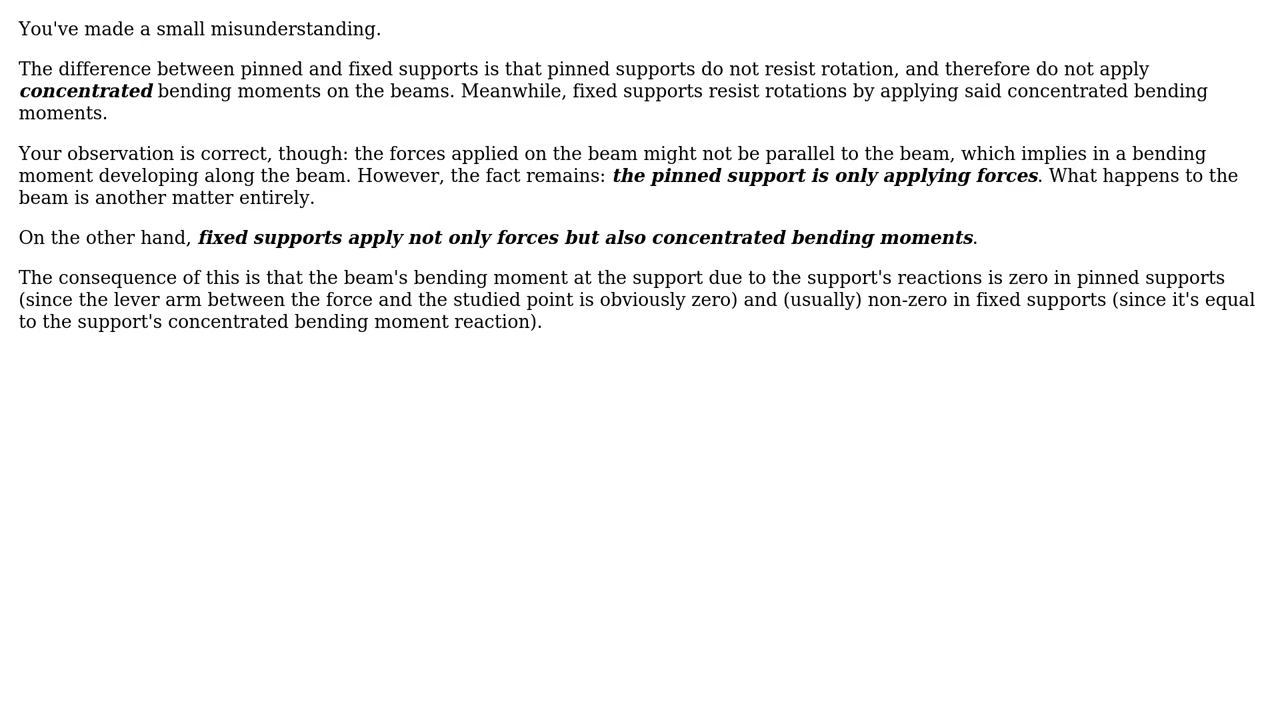 You've made a small misunderstanding.
The difference between pinned and fixed supports is that pinned supports do not resist rotation, and therefore do not apply
concentrated bending moments on the beams. Meanwhile, fixed supports resist rotations by applying said concentrated bending
moments.
Your observation is correct, though: the forces applied on the beam might not be parallel to the beam, which implies in a bending
moment developing along the beam. However, the fact remains: the pinned support is only applying forces. What happens to the
beam is another matter entirely.
On the other hand, fixed supports apply not only forces but also concentrated bending moments.
The consequence of this is that the beam's bending moment at the support due to the support's reactions is zero in pinned supports
(since the lever arm between the force and the studied point is obviously zero) and (usually) non-zero in fixed supports (since it's equal
to the support's concentrated bending moment reaction).